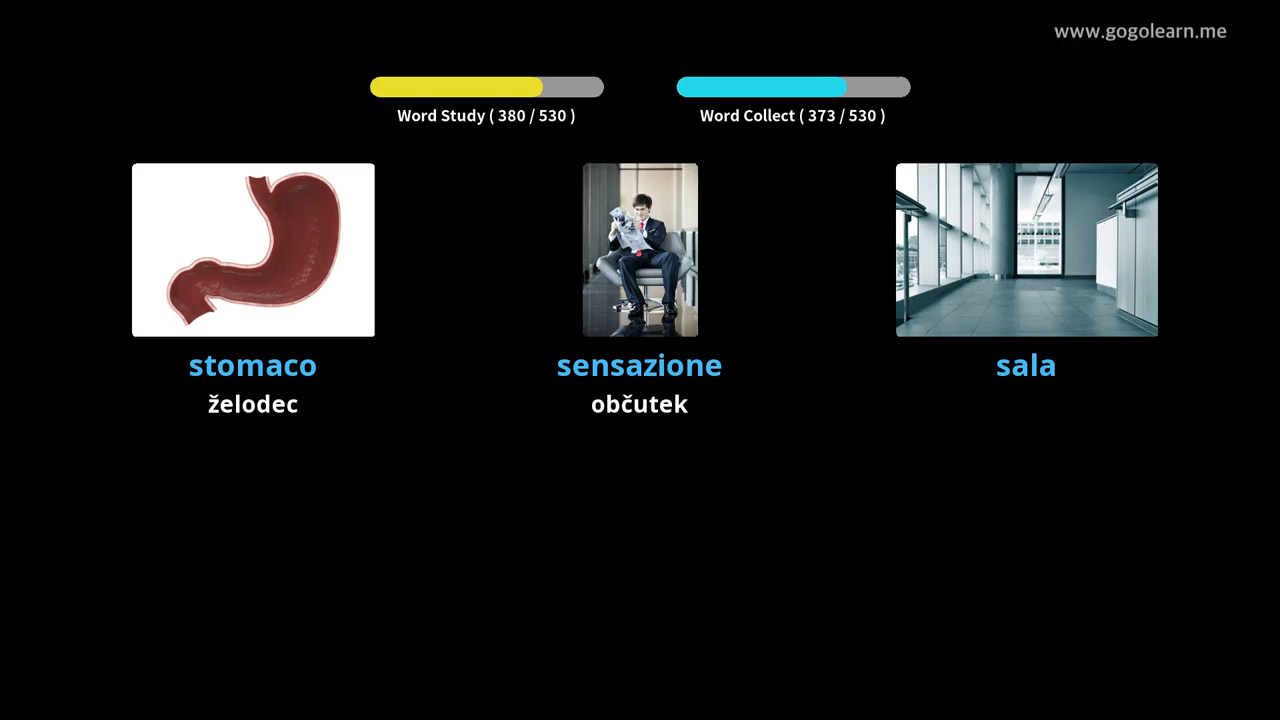 www.gogolearn.me
Word Study ( 380 / 530 )
Word Collect ( 373 / 530 )
stomaco
želodec
sensazione
občutek
sala